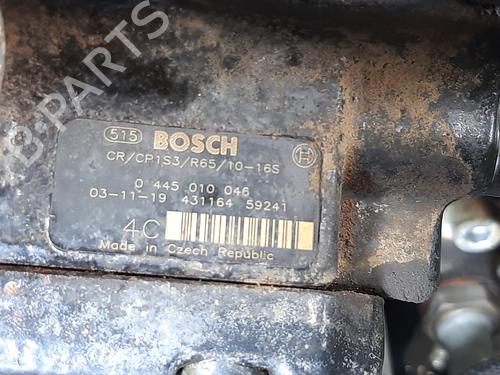 B-PARTS
515 BOSCH
CR/CP1S3/R65/10-16S
0 445 010 046
03-11-19 431164 59241
4C
Made in Czech Republic
B-PARTS